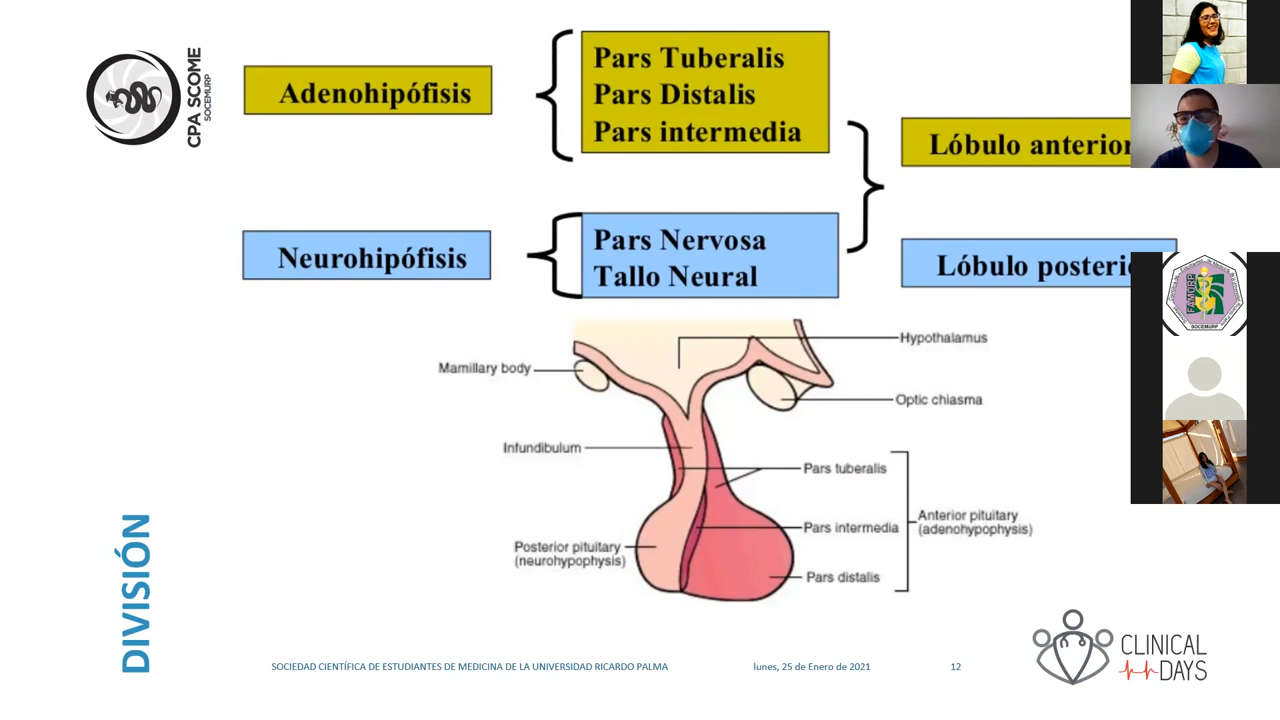 CPA SCOME
SOCEMURP
Adenohipófisis
Pars Tuberalis
Pars Distalis
Pars intermedia
Lóbulo anterior
Neurohipófisis
Pars Nervosa
Tallo Neural
Lóbulo posterio
Hypothalamus
Mamillary body
Optic chiasma
Infundibulum
Pars tuberalis
Pars intermedia
Anterior pituitary
(adenohypophysis)
Posterior pituitary
(neurohypophysis)
Pars distalis
DIVISIÓN
SOCIEDAD CIENTÍFICA DE ESTUDIANTES DE MEDICINA DE LA UNIVERSIDAD RICARDO PALMA
lunes, 25 de Enero de 2021
12
CLINICAL
DAYS
FAMURP
SOCEMURP